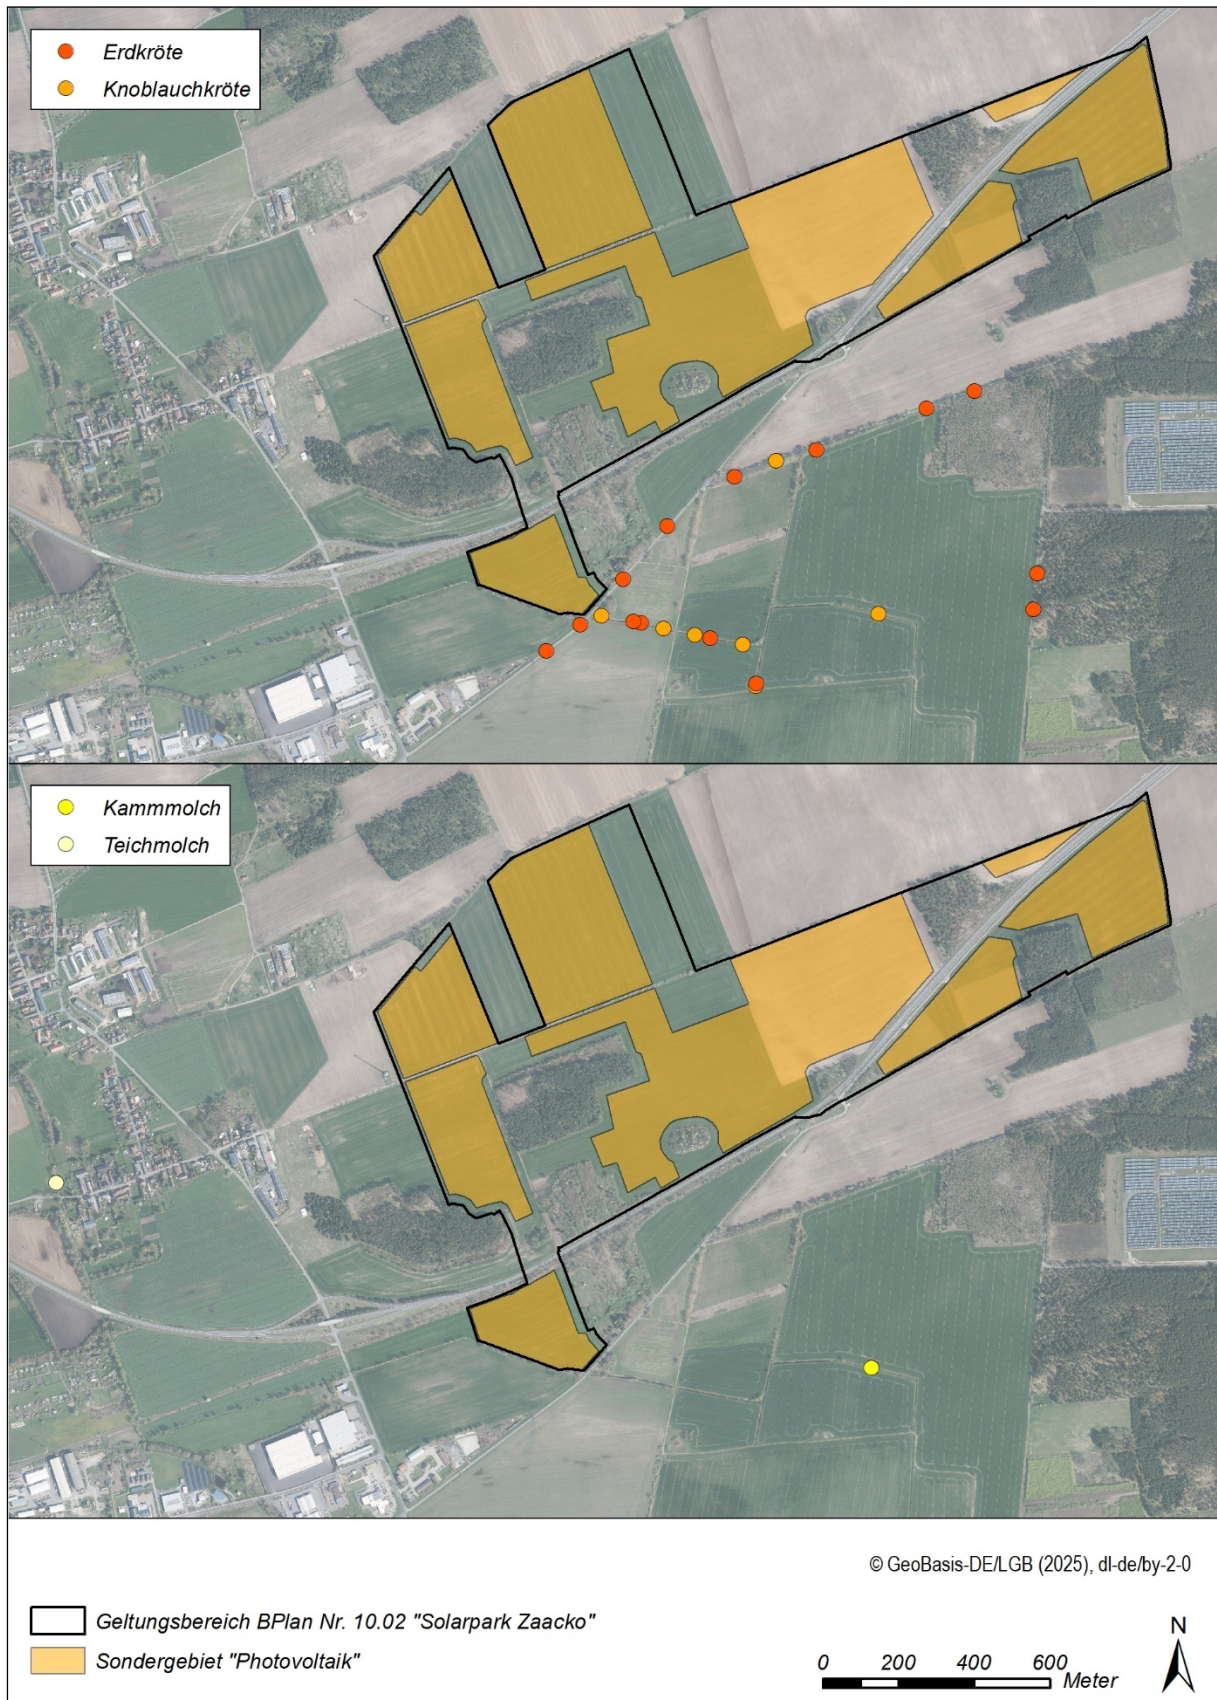 Erdkröte
Knoblauchkröte
Kammmolch
Teichmolch
© GeoBasis-DE/LGB (2025), dl-de/by-2-0
Geltungsbereich BPlan Nr. 10.02 "Solarpark Zaacko"
Sondergebiet "Photovoltaik"
0 200 400 600 Meter
N